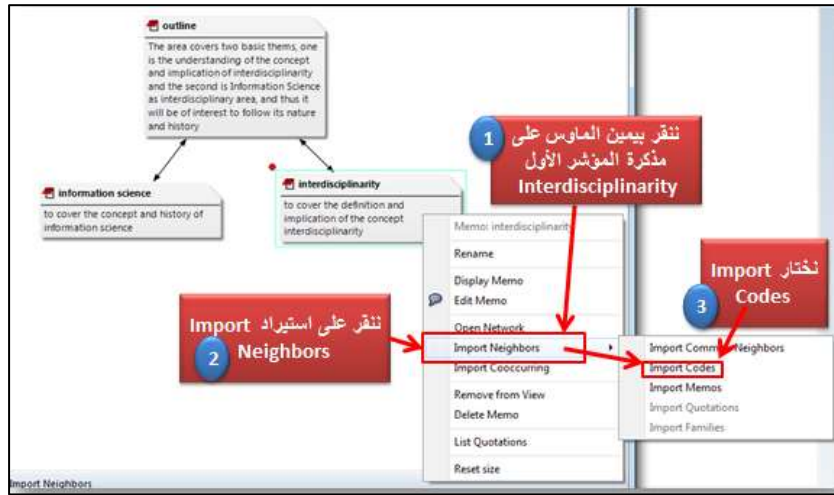 outline
The area covers two basic thems, one
is the understanding of the concept
and implication of interdisciplinarity
and the second is Information Science
as interdisciplinary area, and thus it
will be of interest to follow its nature
and history
information science
to cover the concept and history of
information science
interdisciplinarity
to cover the definition and
implication of the concept
interdisciplinarity
1
ننقر بيمين الماوس على
مذكرة المؤشر الأول
Interdisciplinarity
Memo: interdisciplinarity
Rename
Display Memo
Edit Memo
Open Network
Import Neighbors
Import Cooccurring
Remove from View
Delete Memo
List Quotations
Reset size
ننقر على استيراد Import
Neighbors
2
نختار Import
Codes
3
Import Common Neighbors
Import Codes
Import Memos
Import Quotations
Import Families
Import Neighbors